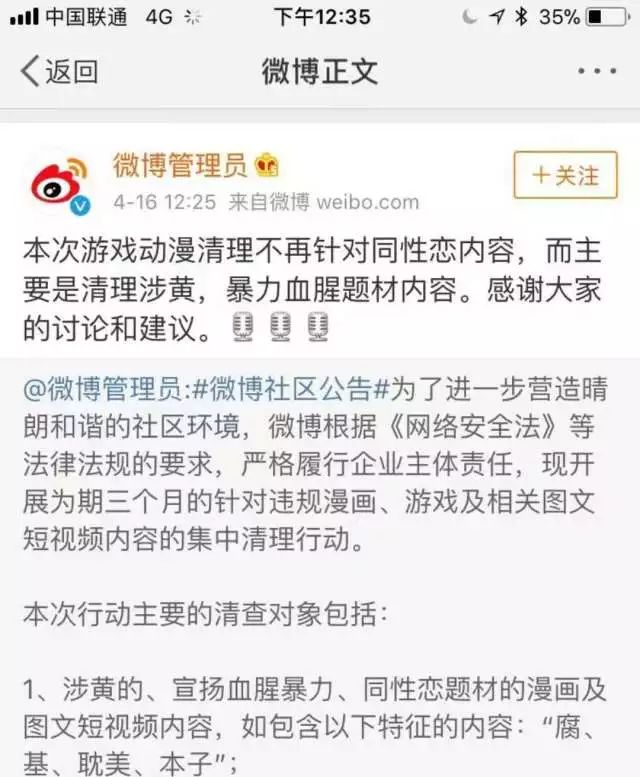 中国联通 4G 下午12:35 35%
返回 微博正文
微博管理员
+关注
4-16 12:25 来自微博 weibo.com
本次游戏动漫清理不再针对同性恋内容，而主
要是清理涉黄，暴力血腥题材内容。感谢大家
的讨论和建议。
@微博管理员:#微博社区公告#为了进一步营造晴
朗和谐的社区环境，微博根据《网络安全法》等
法律法规的要求，严格履行企业主体责任，现开
展为期三个月的针对违规漫画、游戏及相关图文
短视频内容的集中清理行动。
本次行动主要的清查对象包括：
1、涉黄的、宣扬血腥暴力、同性恋题材的漫画及
图文短视频内容，如包含以下特征的内容：“腐、
基、耽美、本子”；